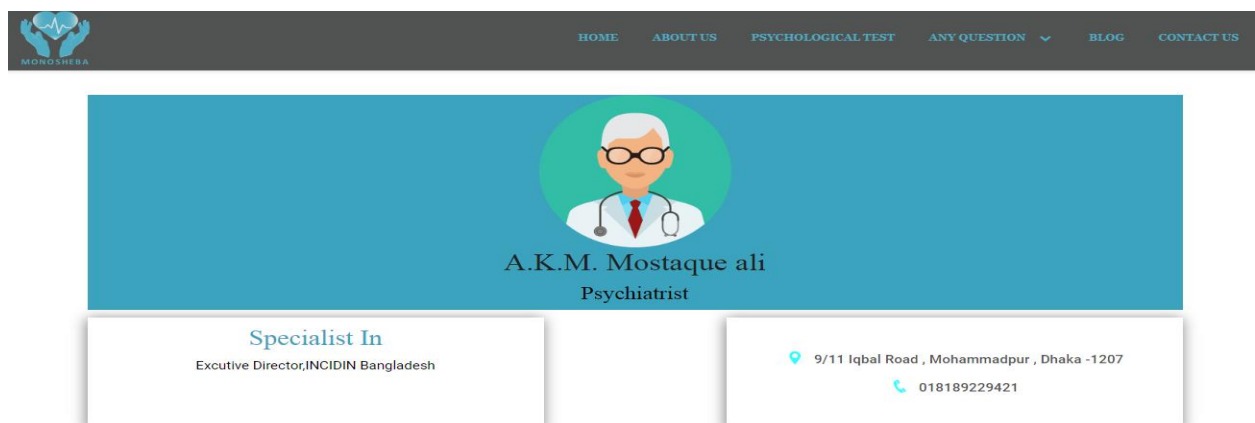 MONOSHEBA
HOME ABOUT US PSYCHOLOGICAL TEST ANY QUESTION BLOG CONTACT US
A.K.M. Mostaque ali
Psychiatrist
Specialist In
Excutive Director,INCIDIN Bangladesh
9/11 Iqbal Road , Mohammadpur , Dhaka -1207
018189229421